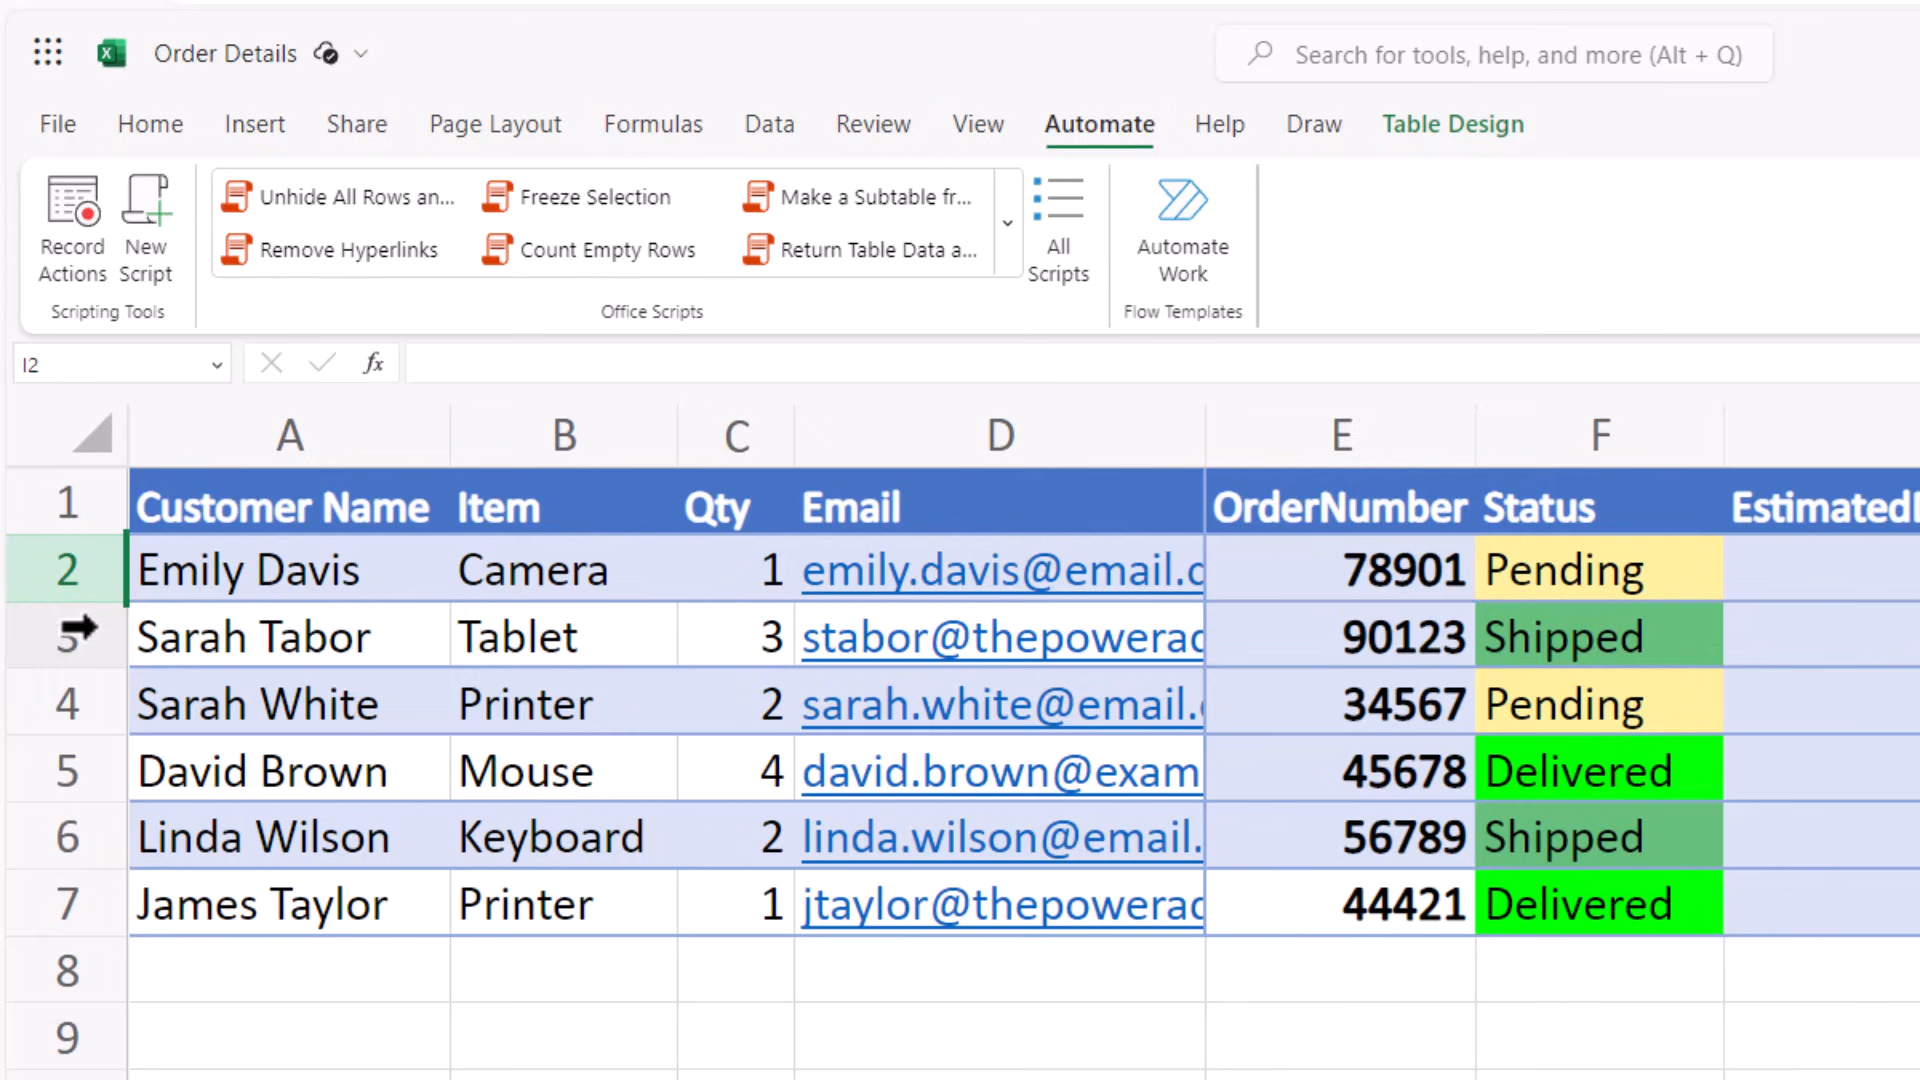 Order Details
Search for tools, help, and more (Alt + Q)
File Home Insert Share Page Layout Formulas Data Review View Automate Help Draw Table Design
Record Actions
New Script
Scripting Tools
Unhide All Rows an... Freeze Selection Make a Subtable fr...
Remove Hyperlinks Count Empty Rows Return Table Data a...
Office Scripts
All Scripts
Automate Work
Flow Templates
I2 fx
A B C D E F
1 Customer Name Item Qty Email OrderNumber Status Estimated
2 Emily Davis Camera 1 emily.davis@email.c 78901 Pending
3 Sarah Tabor Tablet 3 stabor@thepowerac 90123 Shipped
4 Sarah White Printer 2 sarah.white@email. 34567 Pending
5 David Brown Mouse 4 david.brown@exam 45678 Delivered
6 Linda Wilson Keyboard 2 linda.wilson@email. 56789 Shipped
7 James Taylor Printer 1 jtaylor@thepowerac 44421 Delivered
8
9